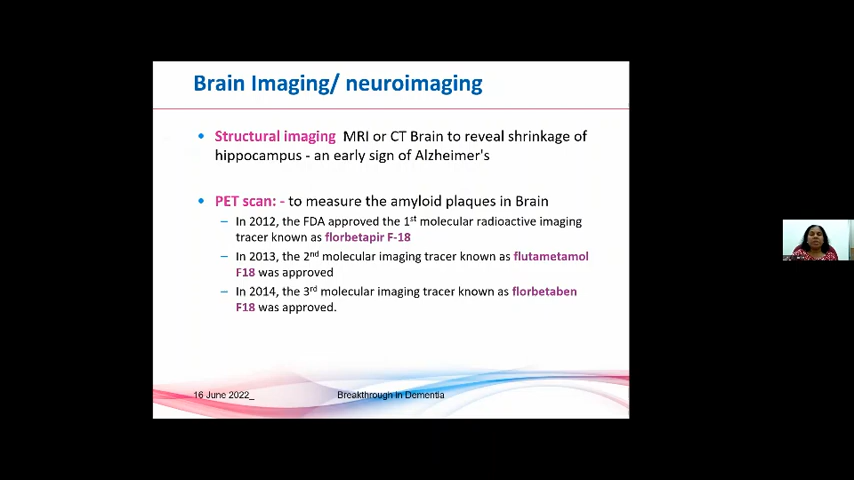 Brain Imaging/ neuroimaging
• Structural imaging MRI or CT Brain to reveal shrinkage of
hippocampus - an early sign of Alzheimer's
• PET scan: - to measure the amyloid plaques in Brain
– In 2012, the FDA approved the 1st molecular radioactive imaging
tracer known as florbetapir F-18
– In 2013, the 2nd molecular imaging tracer known as flutametamol
F18 was approved
– In 2014, the 3rd molecular imaging tracer known as florbetaben
F18 was approved.
16 June 2022_
Breakthrough In Dementia